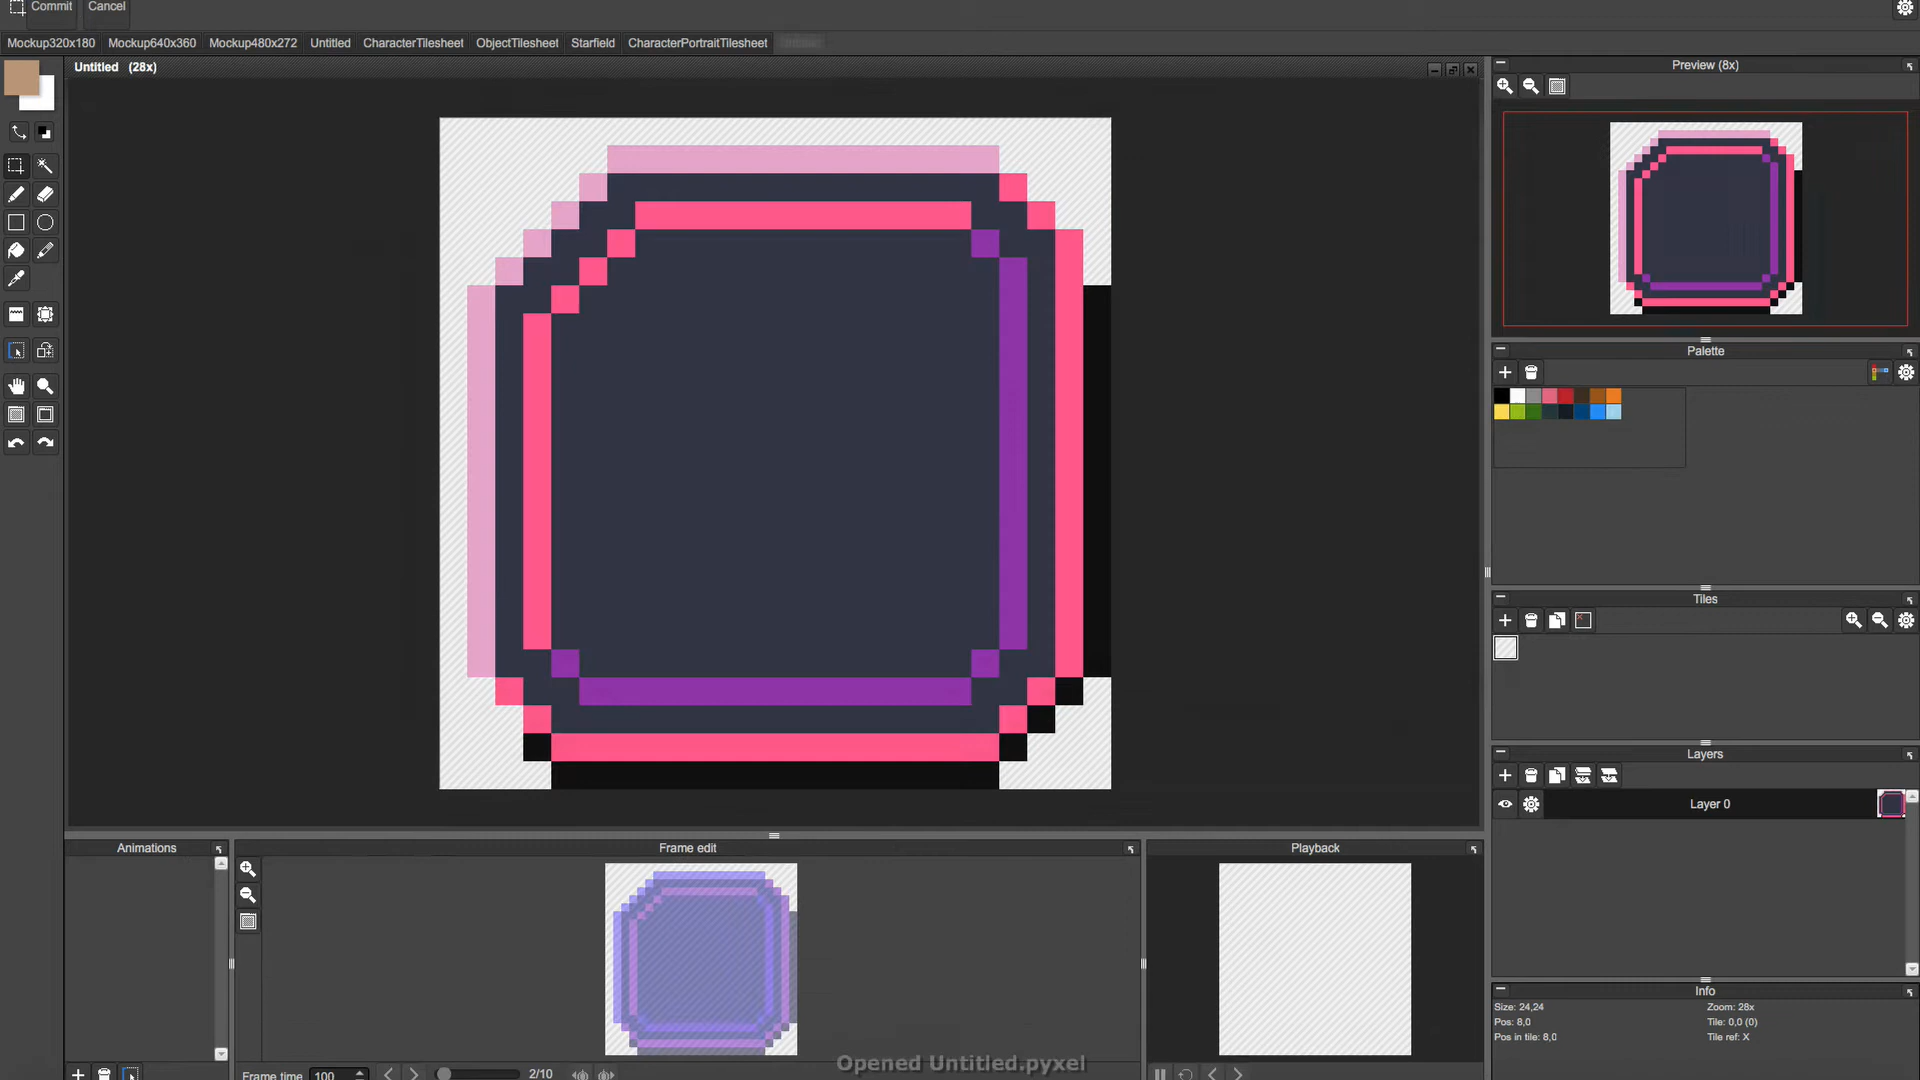 Commit Cancel
Mockup320x180 Mockup640x360 Mockup480x272 Untitled CharacterTilesheet ObjectTilesheet Starfield CharacterPortraitTilesheet
Untitled (28x)
Preview (8x)
Palette
Tiles
Layers
Layer 0
Animations
Frame edit
Playback
Info
Size: 24,24 Zoom: 28x
Pos: 8,0 Tile: 0,0 (0)
Pos in tile: 8,0 Tile ref: X
Opened Untitled.pyxel
Frame time 100 2/10